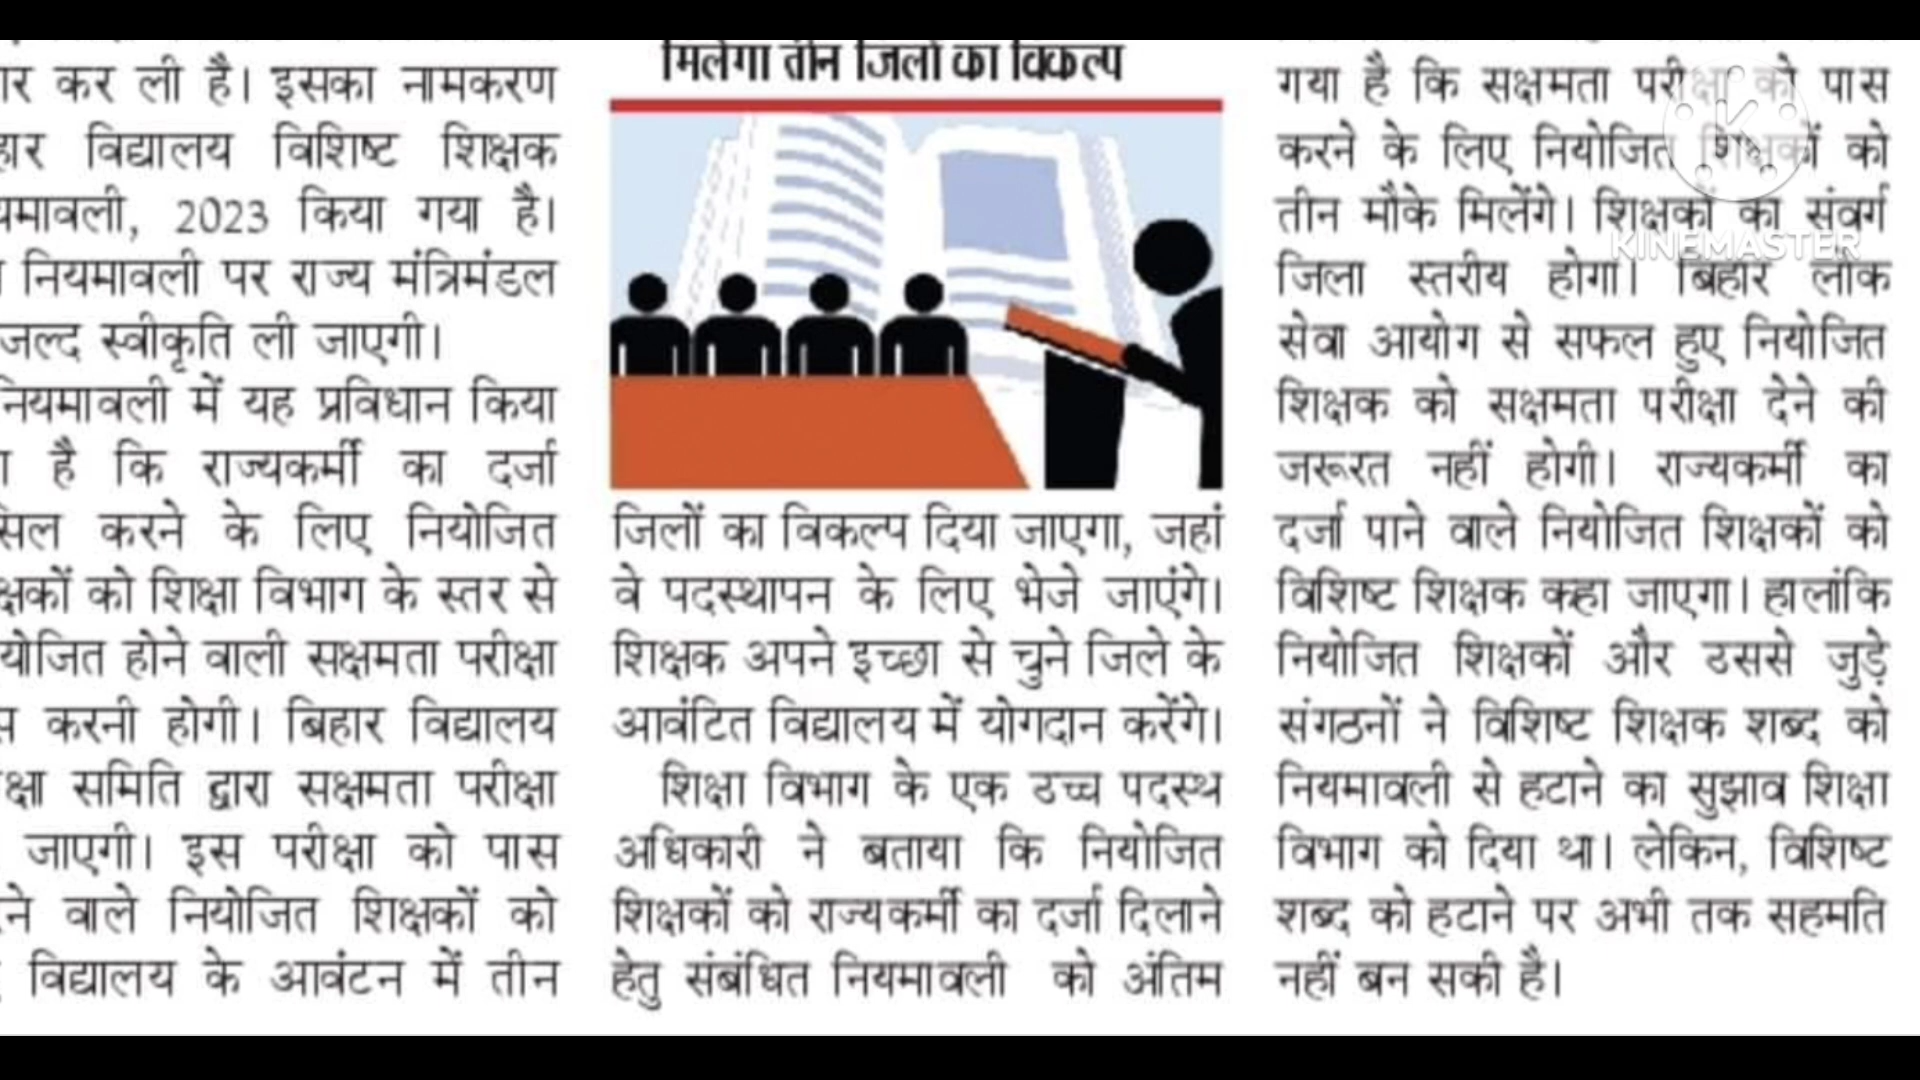 कर ली है। इसका नामकरण
विद्यालय विशिष्ट शिक्षक
2023 किया गया है।
नियमावली पर राज्य मंत्रिमंडल
जल्द स्वीकृति ली जाएगी।
नियमावली में यह प्रविधान किया
है कि राज्यकर्मी का दर्जा
करने के लिए नियोजित
को शिक्षा विभाग के स्तर से
होने वाली सक्षमता परीक्षा
करनी होगी। बिहार विद्यालय
समिति द्वारा सक्षमता परीक्षा
जाएगी। इस परीक्षा को पास
वाले नियोजित शिक्षकों को
विद्यालय के आवंटन में तीन
मिलेगा तीन जिलों का विकल्प
जिलों का विकल्प दिया जाएगा, जहां
वे पदस्थापन के लिए भेजे जाएंगे।
शिक्षक अपने इच्छा से चुने जिले के
आवंटित विद्यालय में योगदान करेंगे।
शिक्षा विभाग के एक उच्च पदस्थ
अधिकारी ने बताया कि नियोजित
शिक्षकों को राज्यकर्मी का दर्जा दिलाने
हेतु संबंधित नियमावली को अंतिम
गया है कि सक्षमता परीक्षा को पास
करने के लिए नियोजित शिक्षकों को
तीन मौके मिलेंगे। शिक्षकों का संवर्ग
जिला स्तरीय होगा। बिहार लोक
सेवा आयोग से सफल हुए नियोजित
शिक्षक को सक्षमता परीक्षा देने की
जरूरत नहीं होगी। राज्यकर्मी का
दर्जा पाने वाले नियोजित शिक्षकों को
विशिष्ट शिक्षक कहा जाएगा। हालांकि
नियोजित शिक्षकों और उससे जुड़े
संगठनों ने विशिष्ट शिक्षक शब्द को
नियमावली से हटाने का सुझाव शिक्षा
विभाग को दिया था। लेकिन, विशिष्ट
शब्द को हटाने पर अभी तक सहमति
नहीं बन सकी है।
KINEMASTER